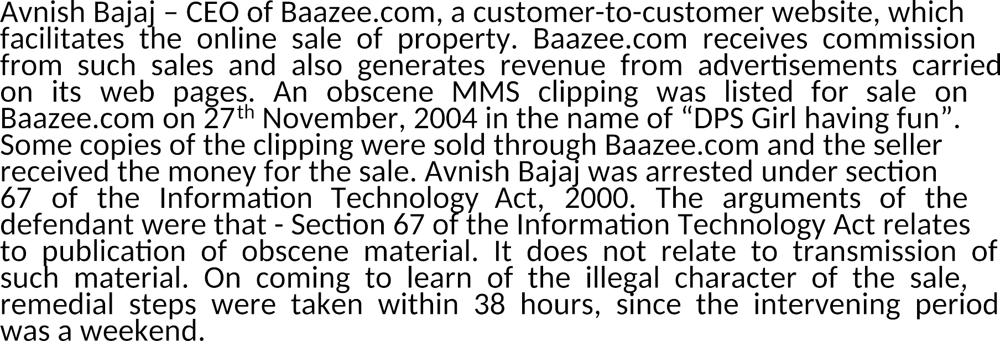 Avnish Bajaj – CEO of Baazee.com, a customer-to-customer website, which
facilitates the online sale of property. Baazee.com receives commission
from such sales and also generates revenue from advertisements carried
on its web pages. An obscene MMS clipping was listed for sale on
Baazee.com on 27th November, 2004 in the name of “DPS Girl having fun”.
Some copies of the clipping were sold through Baazee.com and the seller
received the money for the sale. Avnish Bajaj was arrested under section
67 of the Information Technology Act, 2000. The arguments of the
defendant were that - Section 67 of the Information Technology Act relates
to publication of obscene material. It does not relate to transmission of
such material. On coming to learn of the illegal character of the sale,
remedial steps were taken within 38 hours, since the intervening period
was a weekend.